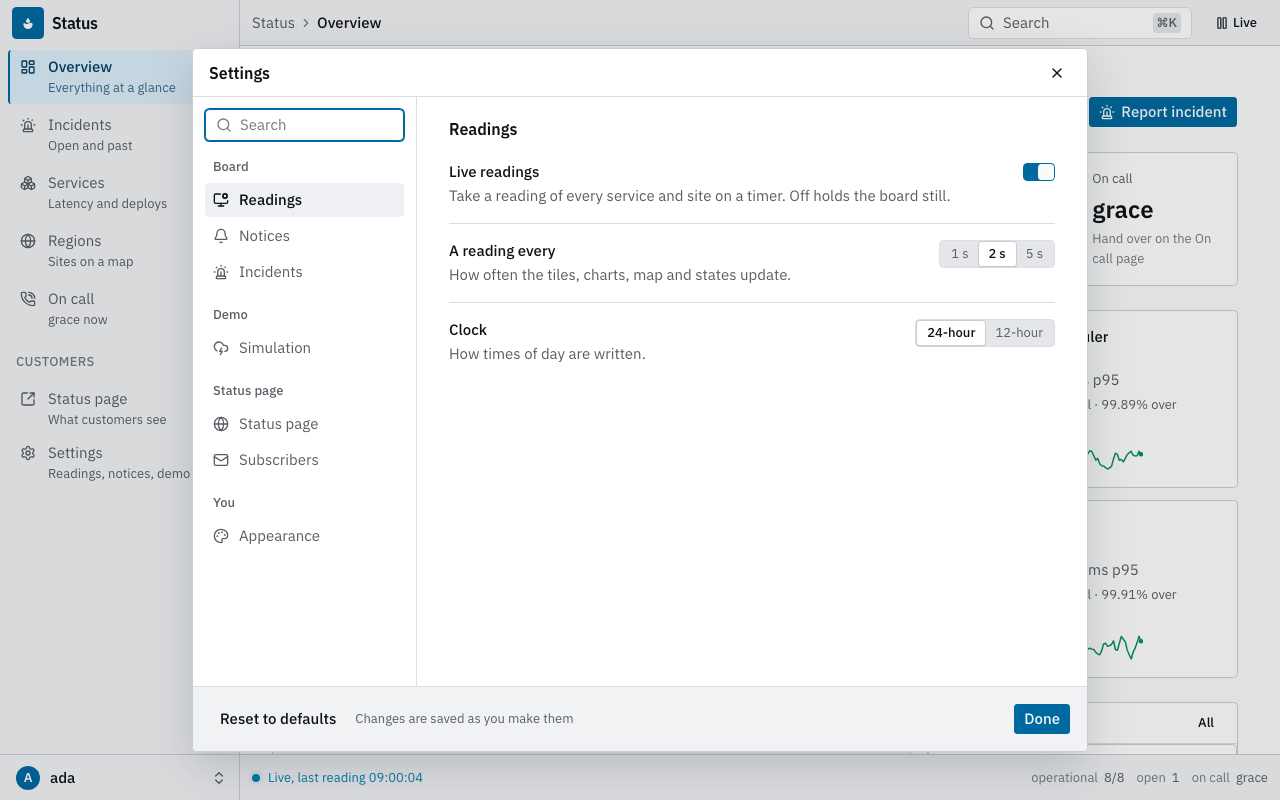 Status
Status > Overview
Search
⌘K
Live
Overview
Everything at a glance
Incidents
Open and past
Services
Latency and deploys
Regions
Sites on a map
On call
grace now
CUSTOMERS
Status page
What customers see
Settings
Readings, notices, demo
A ada
Settings
Search
Board
Readings
Notices
Incidents
Demo
Simulation
Status page
Status page
Subscribers
You
Appearance
Readings
Live readings
Take a reading of every service and site on a timer. Off holds the board still.
A reading every
1 s 2 s 5 s
How often the tiles, charts, map and states update.
Clock
24-hour 12-hour
How times of day are written.
Reset to defaults
Changes are saved as you make them
Done
Report incident
On call
grace
Hand over on the On
call page
p95
· 99.89% over
ms p95
· 99.91% over
All
Live, last reading 09:00:04
operational 8/8 open 1 on call grace